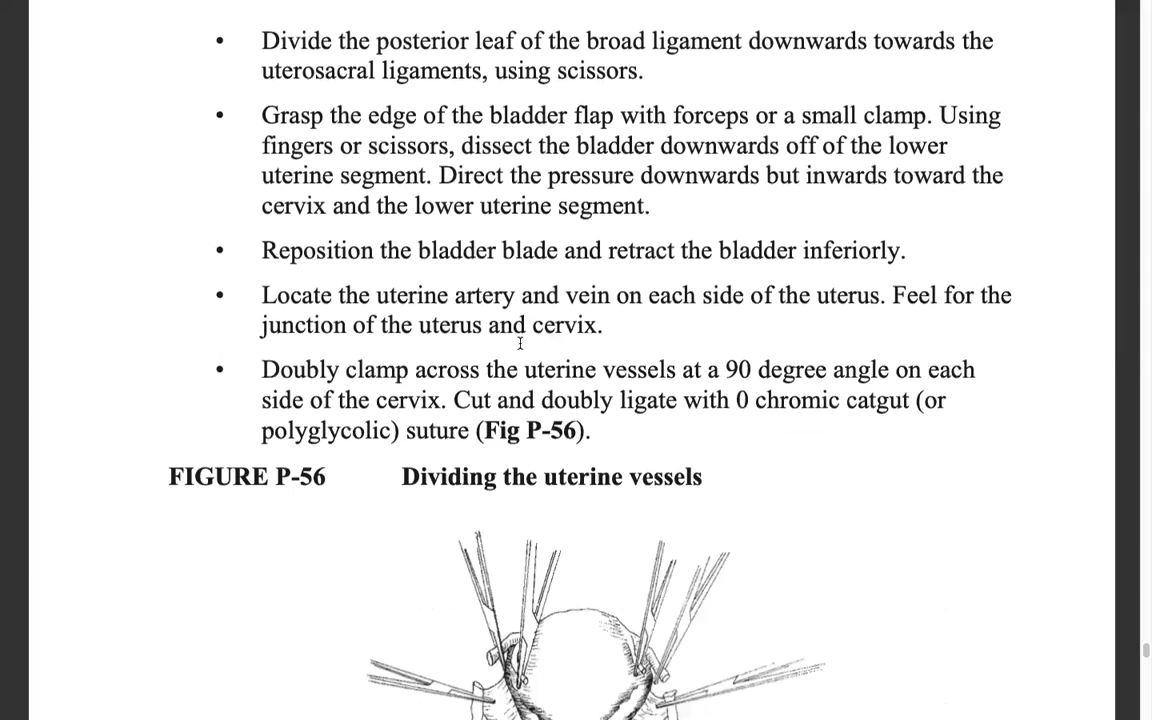 • Divide the posterior leaf of the broad ligament downwards towards the
uterosacral ligaments, using scissors.
• Grasp the edge of the bladder flap with forceps or a small clamp. Using
fingers or scissors, dissect the bladder downwards off of the lower
uterine segment. Direct the pressure downwards but inwards toward the
cervix and the lower uterine segment.
• Reposition the bladder blade and retract the bladder inferiorly.
• Locate the uterine artery and vein on each side of the uterus. Feel for the
junction of the uterus and cervix.
• Doubly clamp across the uterine vessels at a 90 degree angle on each
side of the cervix. Cut and doubly ligate with 0 chromic catgut (or
polyglycolic) suture (Fig P-56).
FIGURE P-56 Dividing the uterine vessels